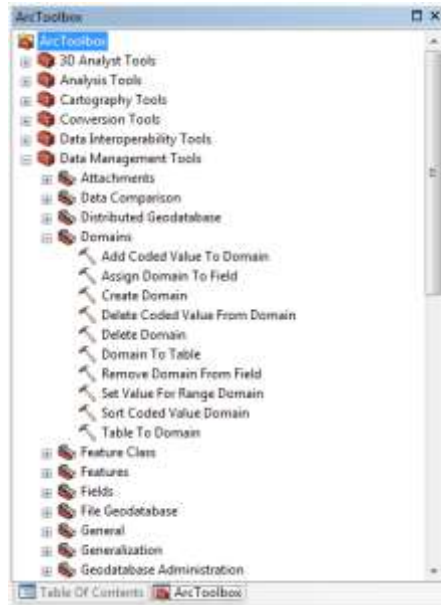 ArcToolbox
ArcToolbox
3D Analyst Tools
Analysis Tools
Cartography Tools
Conversion Tools
Data Interoperability Tools
Data Management Tools
Attachments
Data Comparison
Distributed Geodatabase
Domains
Add Coded Value To Domain
Assign Domain To Field
Create Domain
Delete Coded Value From Domain
Delete Domain
Domain To Table
Remove Domain From Field
Set Value For Range Domain
Sort Coded Value Domain
Table To Domain
Feature Class
Features
Fields
File Geodatabase
General
Generalization
Geodatabase Administration
Table Of Contents ArcToolbox